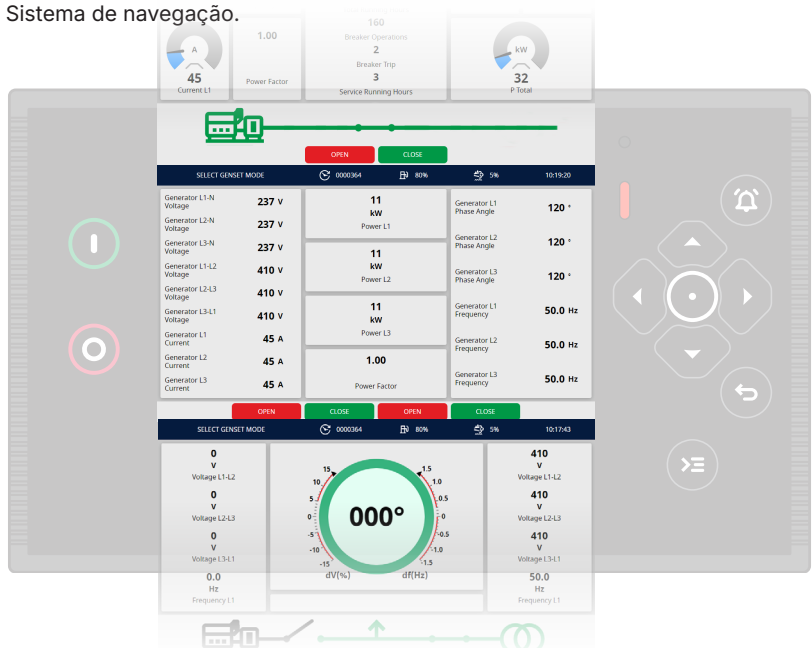 Sistema de navegação.
160
A
1.00
Breaker Operations
2
kW
Breaker Trip
45
Power Factor
3
32
Current L1
Service Running Hours
P Total
OPEN CLOSE
SELECT GENSET MODE 0000364 80% 5% 10:19:20
Generator L1-N
Voltage
237 V
Generator L2-N
Voltage
237 V
Generator L3-N
Voltage
237 V
Generator L1-L2
Voltage
410 V
Generator L2-L3
Voltage
410 V
Generator L3-L1
Voltage
410 V
Generator L1
Current
45 A
Generator L2
Current
45 A
Generator L3
Current
45 A
11
kW
Power L1
11
kW
Power L2
11
kW
Power L3
1.00
Power Factor
Generator L1
Phase Angle
120 °
Generator L2
Phase Angle
120 °
Generator L3
Phase Angle
120 °
Generator L1
Frequency
50.0 Hz
Generator L2
Frequency
50.0 Hz
Generator L3
Frequency
50.0 Hz
OPEN CLOSE OPEN CLOSE
SELECT GENSET MODE 0000364 80% 5% 10:17:43
0
V
Voltage L1-L2
0
V
Voltage L2-L3
0
V
Voltage L3-L1
0.0
Hz
Frequency L1
15 1.5
10 1.0
5 0.5
0 000° 0
-5 -0.5
-10 -1.0
-15 -1.5
dV(%) df(Hz)
410
V
Voltage L1-L2
410
V
Voltage L2-L3
410
V
Voltage L3-L1
50.0
Hz
Frequency L1